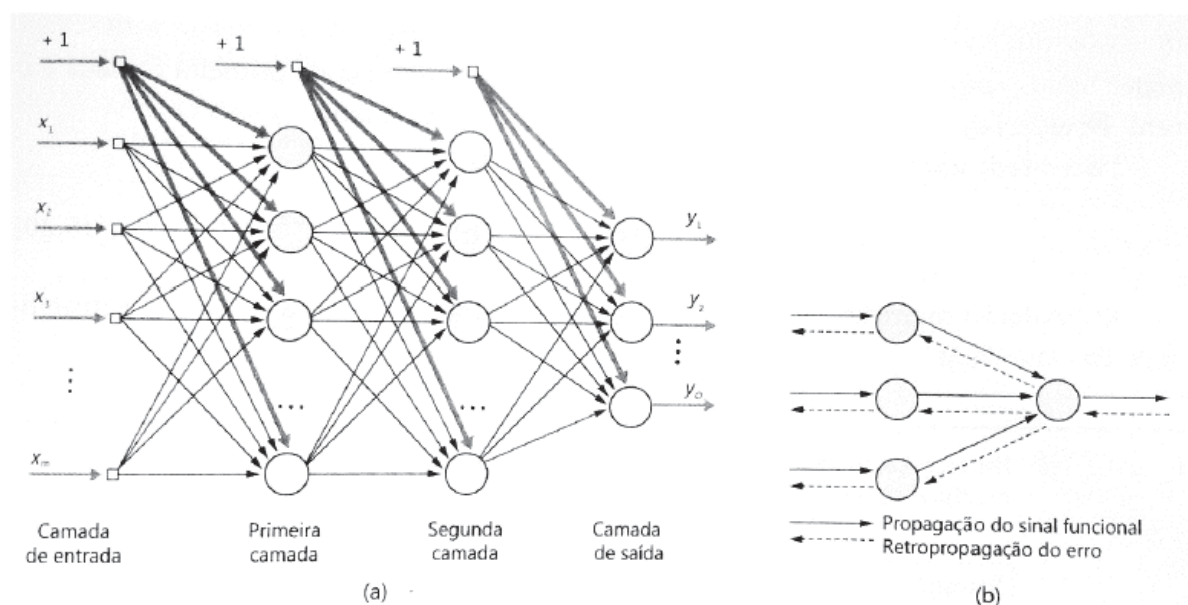 + 1
+ 1
+ 1
x₁
x₂
x₃
⋮
xₘ
...
...
y₁
y₂
⋮
y_O
Camada de entrada
Primeira camada
Segunda camada
Camada de saída
(a)
Propagação do sinal funcional
Retropropagação do erro
(b)